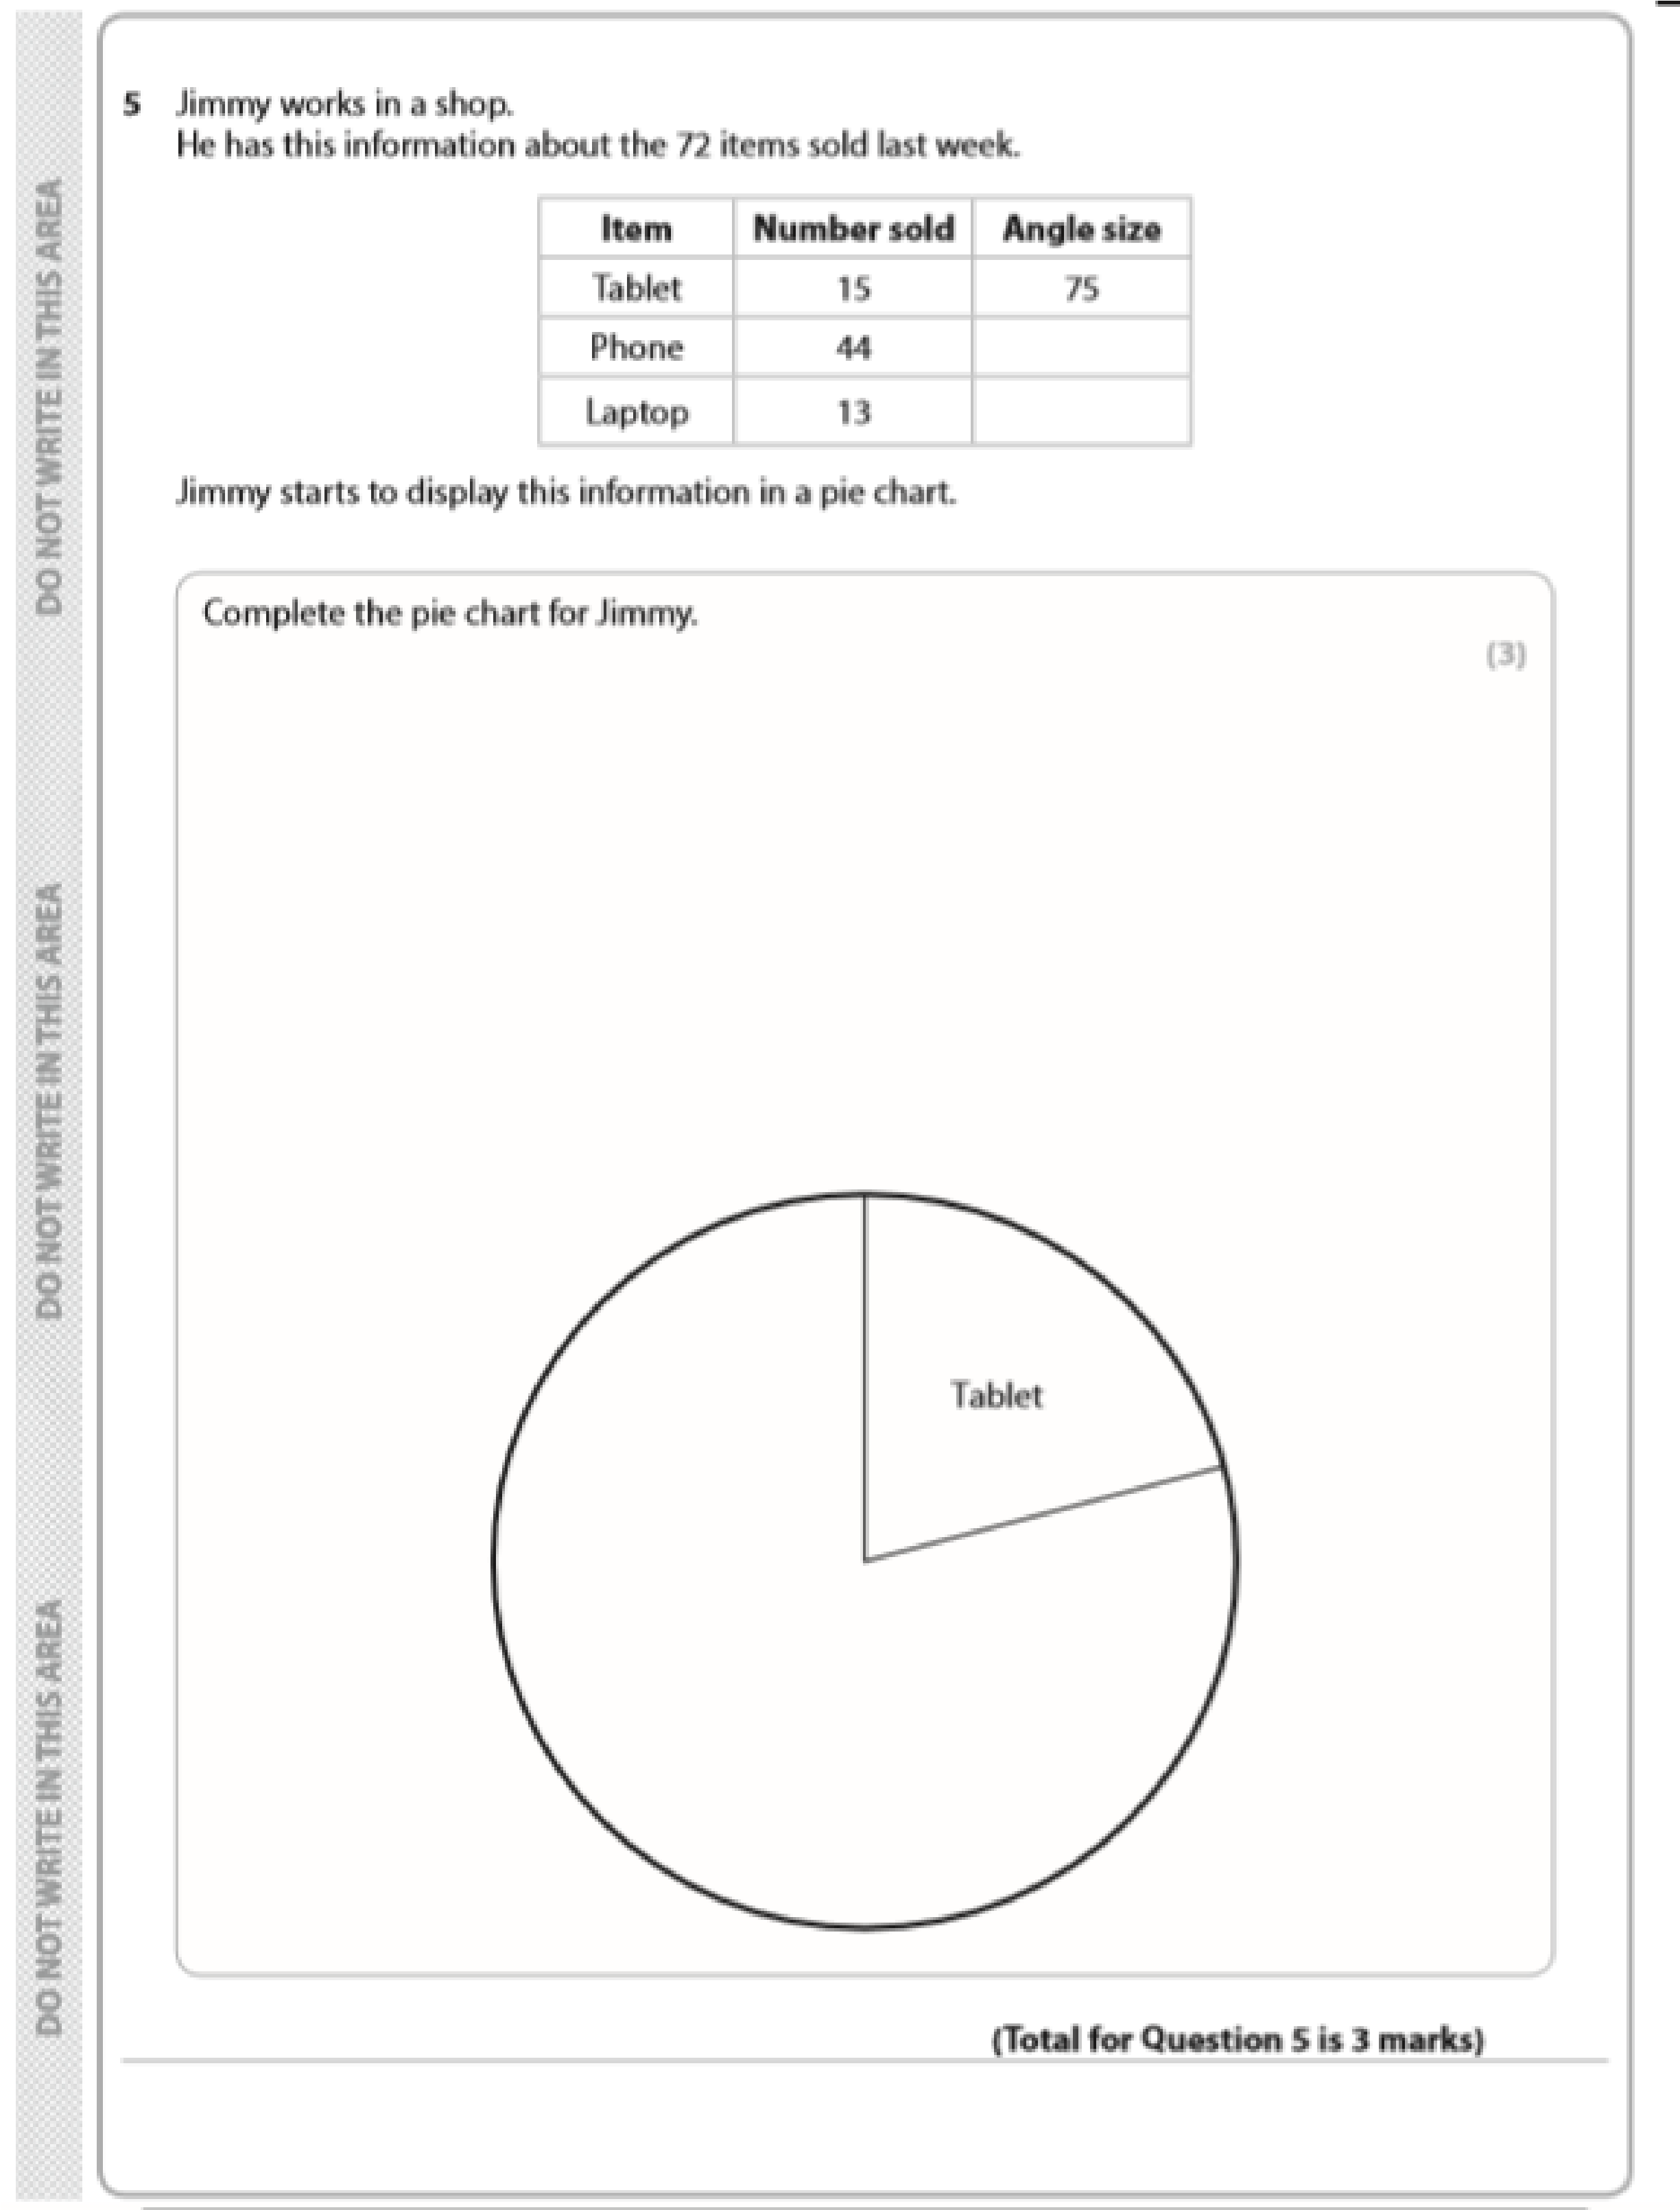 5 Jimmy works in a shop.
He has this information about the 72 items sold last week.
Item Number sold Angle size
Tablet 15 75
Phone 44
Laptop 13
Jimmy starts to display this information in a pie chart.
Complete the pie chart for Jimmy.
(3)
Tablet
(Total for Question 5 is 3 marks)
DO NOT WRITE IN THIS AREA
DO NOT WRITE IN THIS AREA
DO NOT WRITE IN THIS AREA